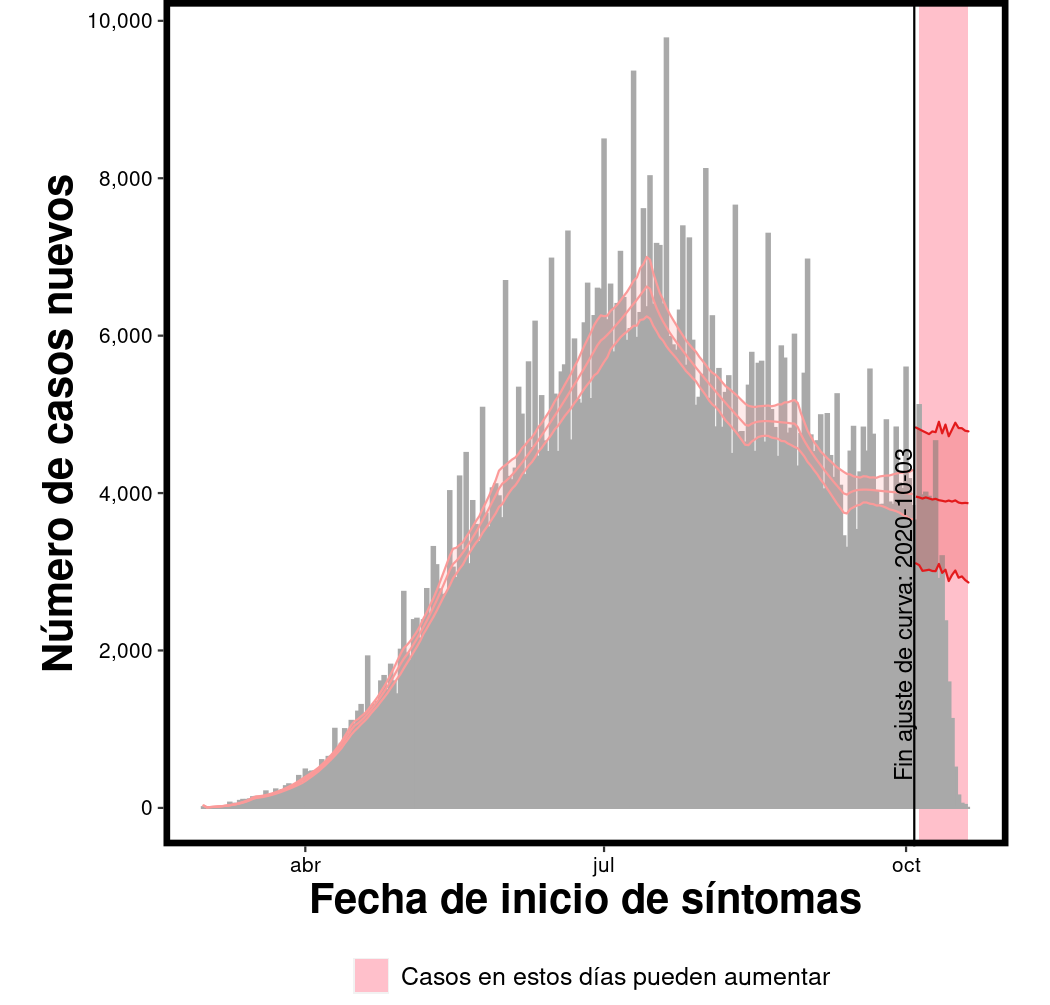 10,000
8,000
6,000
4,000
2,000
0
Número de casos nuevos
Fin ajuste de curva: 2020-10-03
abr
jul
oct
Fecha de inicio de síntomas
Casos en estos días pueden aumentar